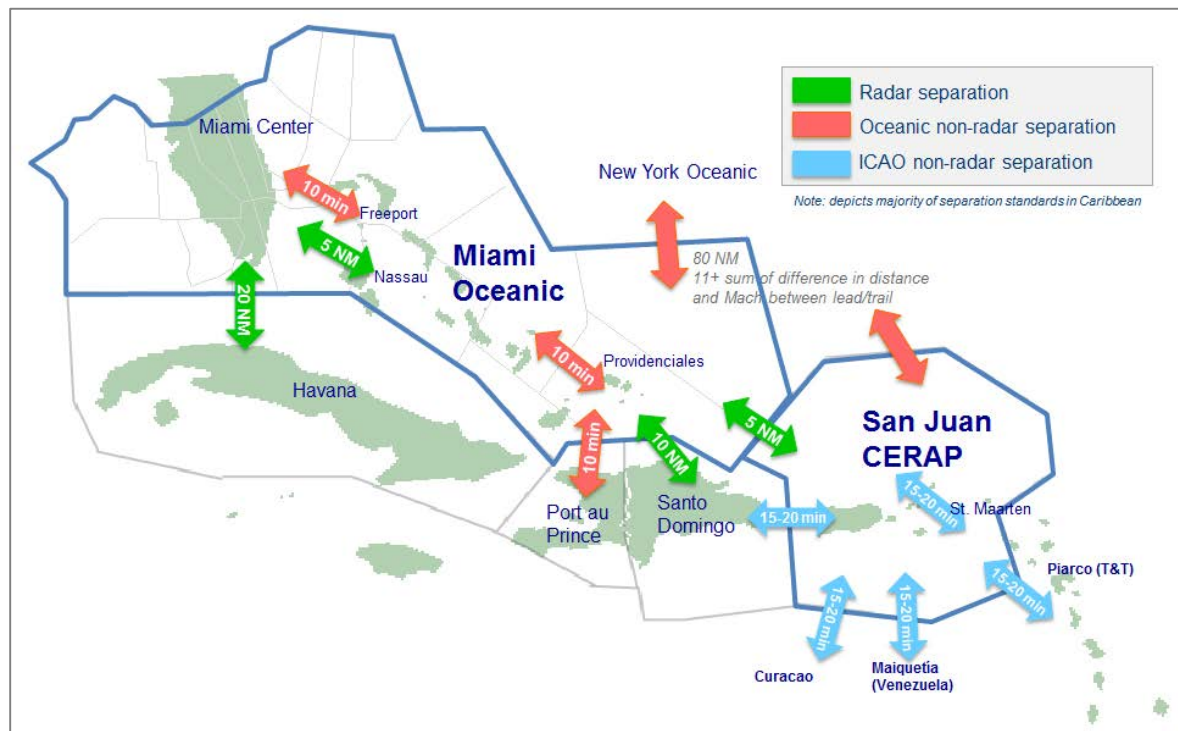 Radar separation
Oceanic non-radar separation
ICAO non-radar separation
Note: depicts majority of separation standards in Caribbean
Miami Center
10 min
Freeport
5 NM
Nassau
20 NM
Miami
Oceanic
New York Oceanic
80 NM
11+ sum of difference in distance
and Mach between lead/trail
Havana
10 min
Providenciales
10 min
10 NM
5 NM
San Juan
CERAP
Port au
Prince
Santo
Domingo
15-20 min
15-20 min
St. Maarten
15-20 min
Piarco (T&T)
15-20 min
Curacao
15-20 min
Maiquetia
(Venezuela)